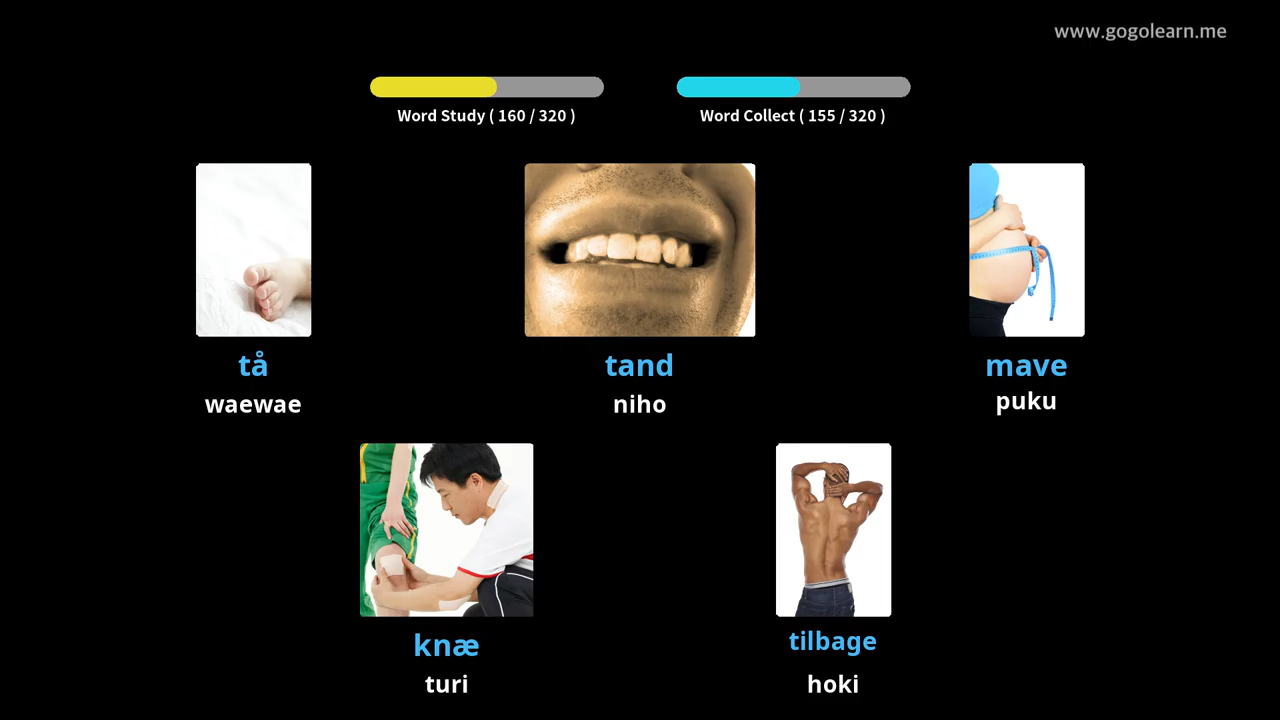 www.gogolearn.me
Word Study ( 160 / 320 )
Word Collect ( 155 / 320 )
tå
tand
mave
waewae
niho
puku
knæ
tilbage
turi
hoki